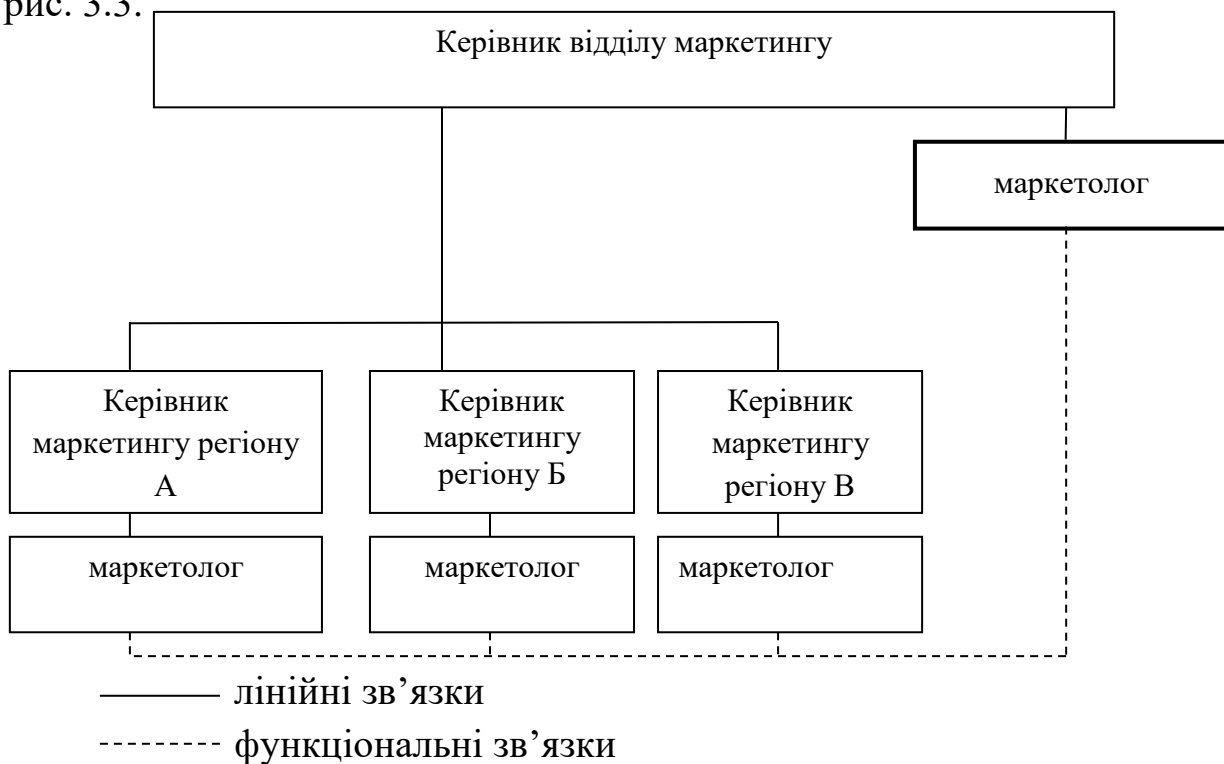 рис. 3.3.
Керівник відділу маркетингу
маркетолог
Керівник
маркетингу регіону
А
Керівник
маркетингу
регіону Б
Керівник
маркетингу
регіону В
маркетолог
маркетолог
маркетолог
лінійні зв’язки
функціональні зв’язки